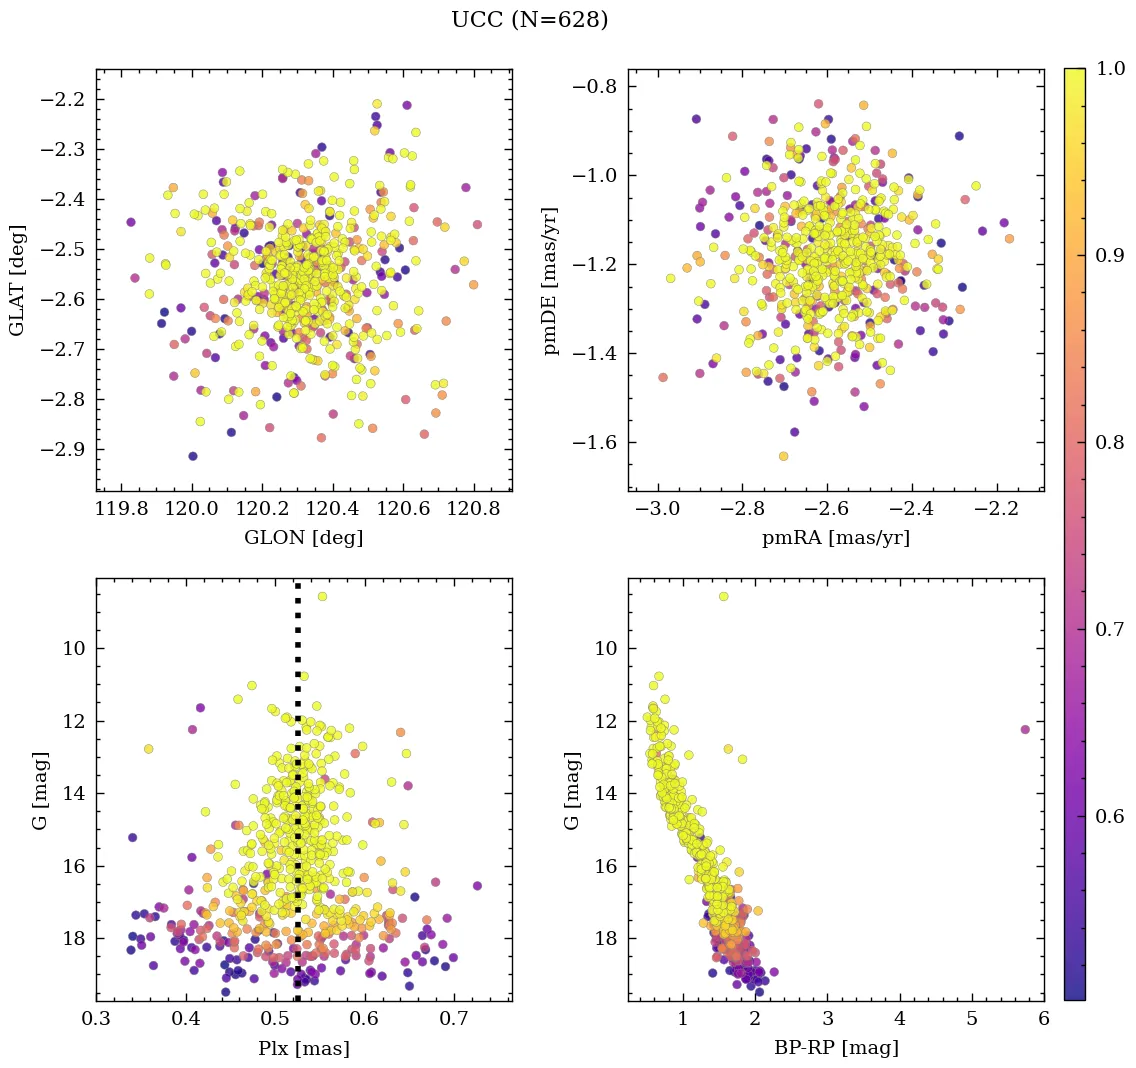 UCC (N=628)
−2.2
−2.3
−2.4
−2.5
−2.6
−2.7
−2.8
−2.9
GLAT [deg]
119.8 120.0 120.2 120.4 120.6 120.8
GLON [deg]
−0.8
−1.0
−1.2
−1.4
−1.6
pmDE [mas/yr]
−3.0 −2.8 −2.6 −2.4 −2.2
pmRA [mas/yr]
1.0
0.9
0.8
0.7
0.6
10
12
14
16
18
G [mag]
0.3 0.4 0.5 0.6 0.7
Plx [mas]
10
12
14
16
18
G [mag]
1 2 3 4 5 6
BP-RP [mag]